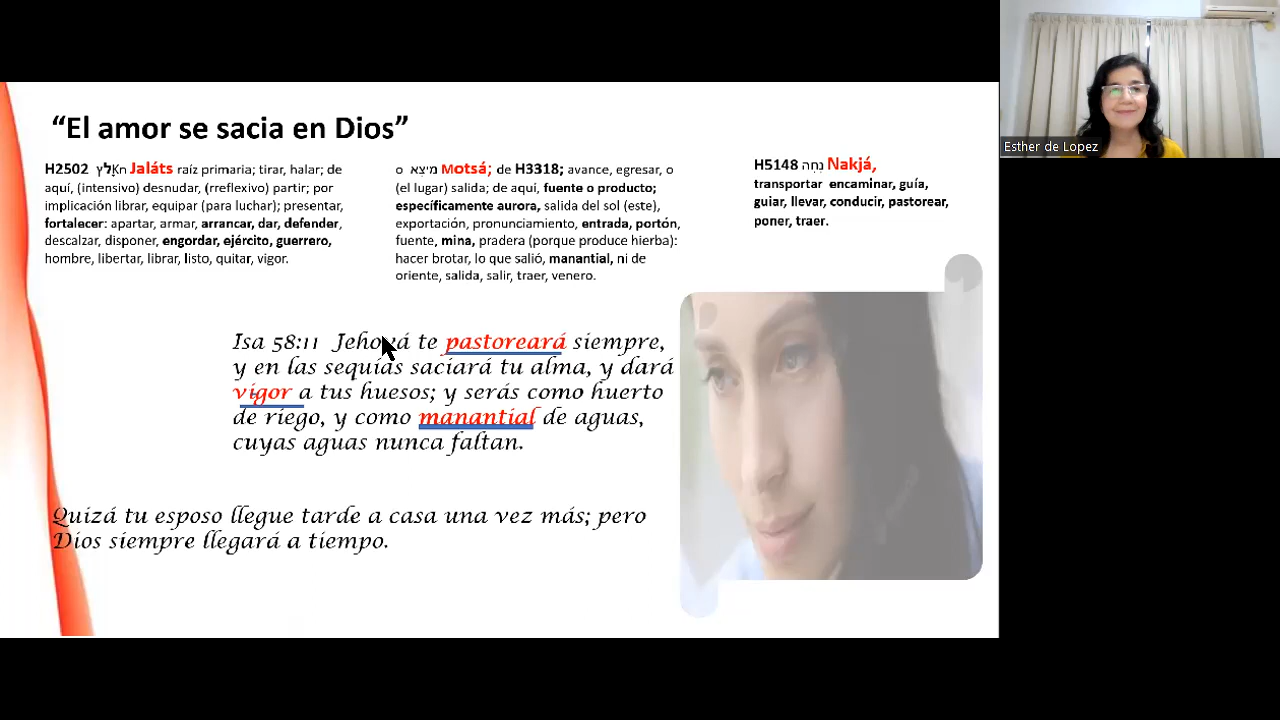 “El amor se sacia en Dios”
H2502 Jaláts raíz primaria; tirar, halar; de
aquí, (intensivo) desnudar, (rreflexivo) partir; por
implicación librar, equipar (para luchar); presentar,
fortalecer: apartar, armar, arrancar, dar, defender,
descalzar, disponer, engordar, ejército, guerrero,
hombre, libertar, librar, listo, quitar, vigor.
o מיֹצָא Motsá; de H3318; avance, egresar, o
(el lugar) salida; de aquí, fuente o producto;
específicamente aurora, salida del sol (este),
exportación, pronunciamiento, entrada, portón,
fuente, mina, pradera (porque produce hierba):
hacer brotar, lo que salió, manantial, ni de
oriente, salida, salir, traer, venero.
H5148 נחִה Nakjá,
transportar encaminar, guía,
guiar, llevar, conducir, pastorear,
poner, traer.
Isa 58:11 Jehová te pastoreará siempre,
y en las sequías saciará tu alma, y dará
vigor a tus huesos; y serás como huerto
de riego, y como manantial de aguas,
cuyas aguas nunca faltan.
Quizá tu esposo llegue tarde a casa una vez más; pero
Dios siempre llegará a tiempo.
Esther de Lopez